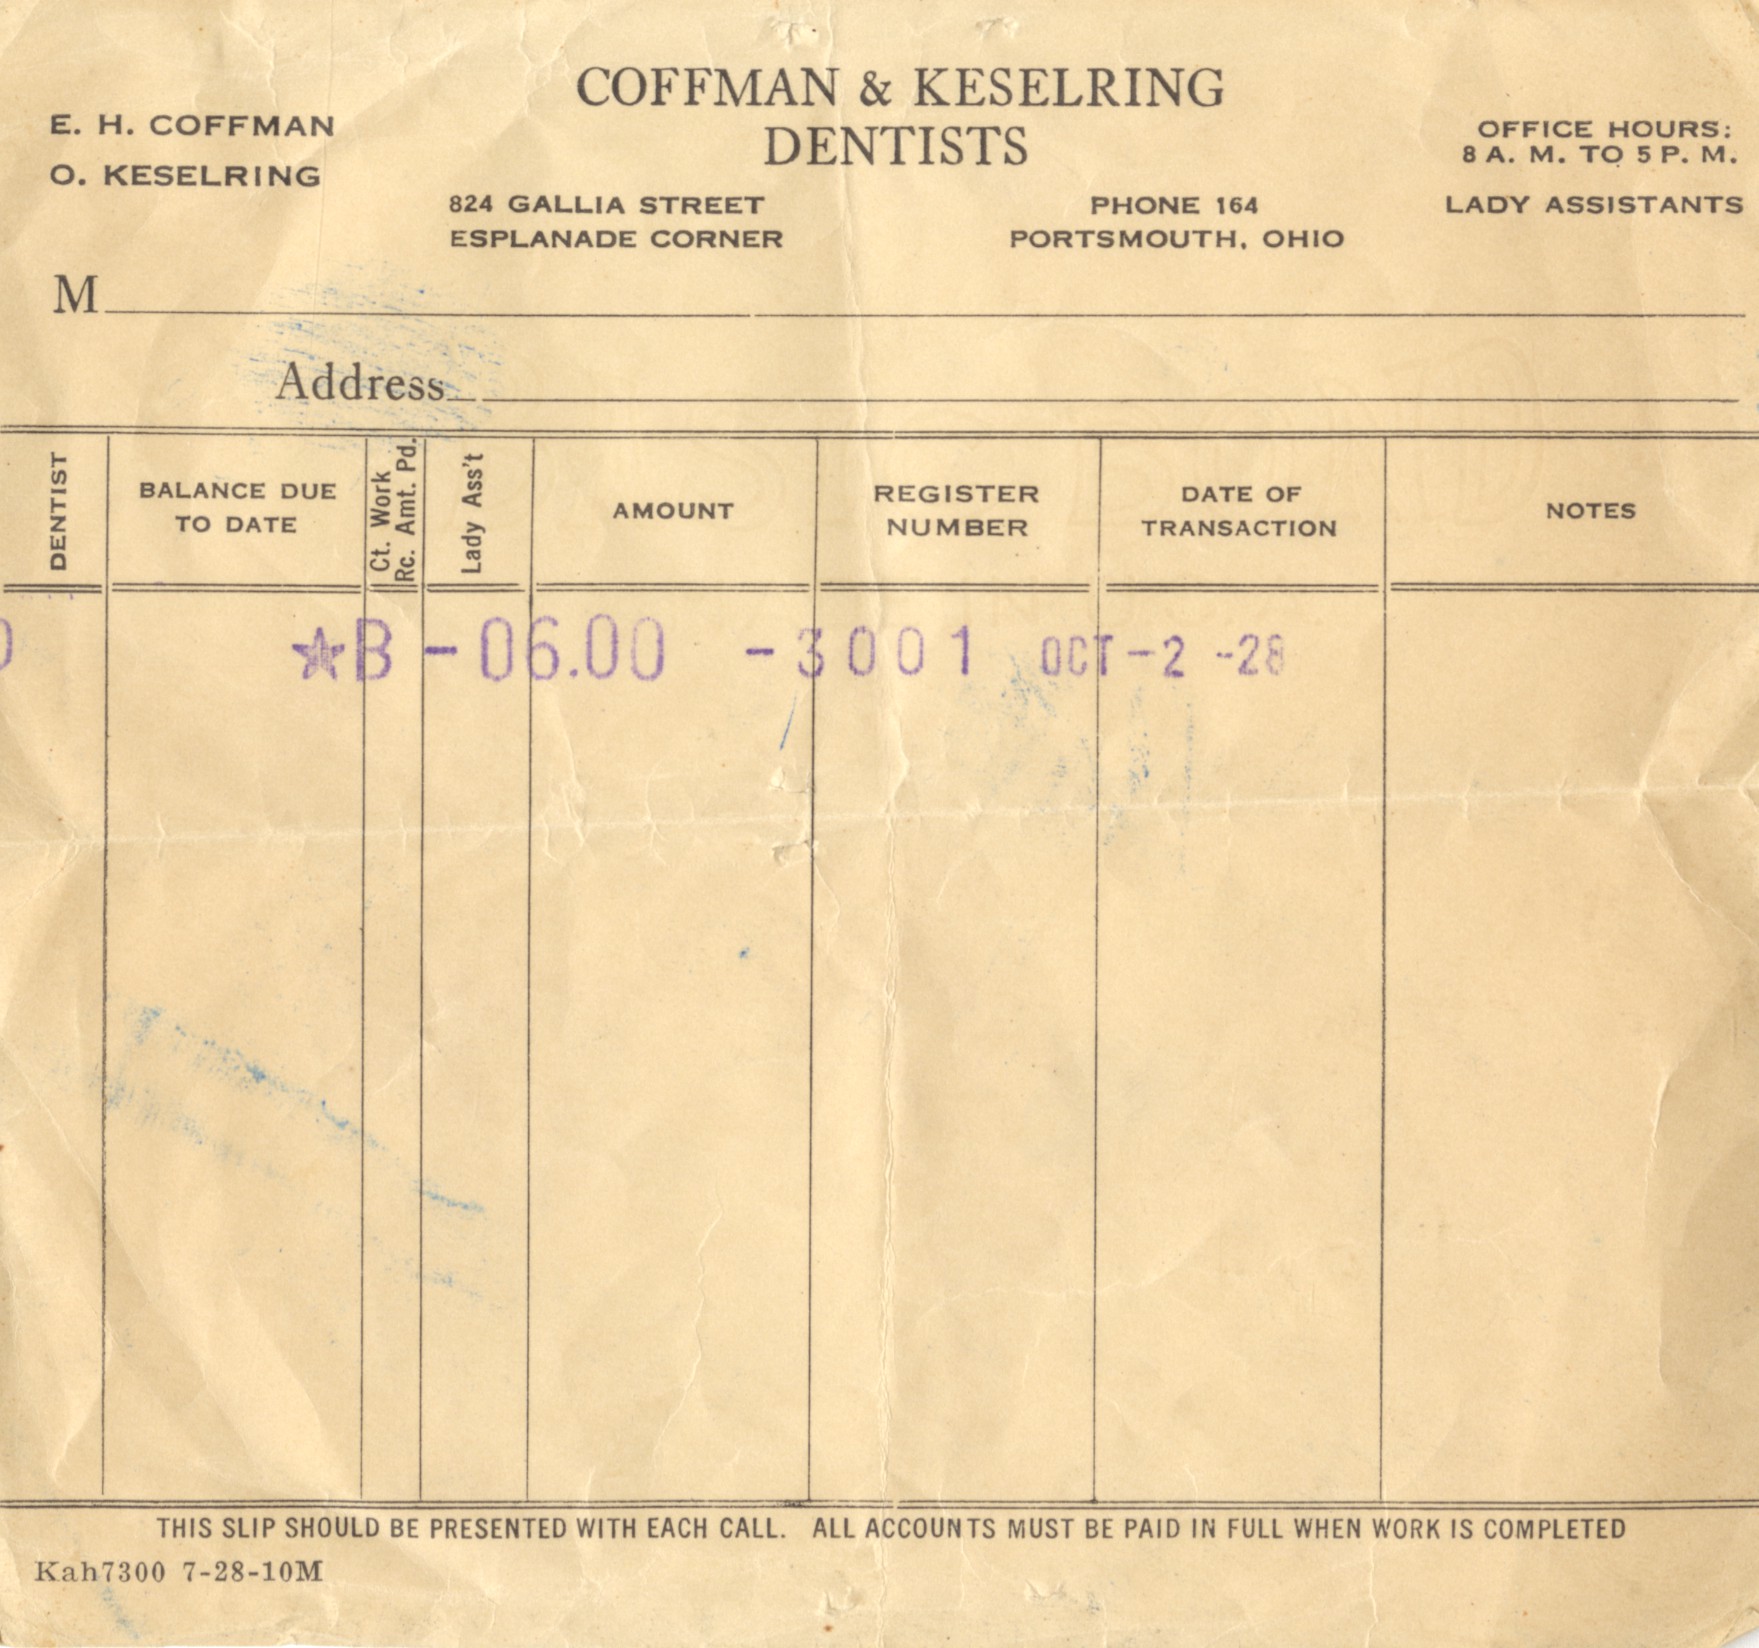 COFFMAN & KESELRING
DENTISTS
E. H. COFFMAN
O. KESELRING
OFFICE HOURS:
8 A. M. TO 5 P. M.
LADY ASSISTANTS
824 GALLIA STREET
ESPLANADE CORNER
PHONE 164
PORTSMOUTH, OHIO
M
Address
DENTIST
BALANCE DUE
TO DATE
Ct. Work
Rc. Amt. Pd.
Lady Ass't
AMOUNT
REGISTER
NUMBER
DATE OF
TRANSACTION
NOTES
★B -06.00 -3001 OCT-2 -28
THIS SLIP SHOULD BE PRESENTED WITH EACH CALL. ALL ACCOUNTS MUST BE PAID IN FULL WHEN WORK IS COMPLETED
Kah7300 7-28-10M